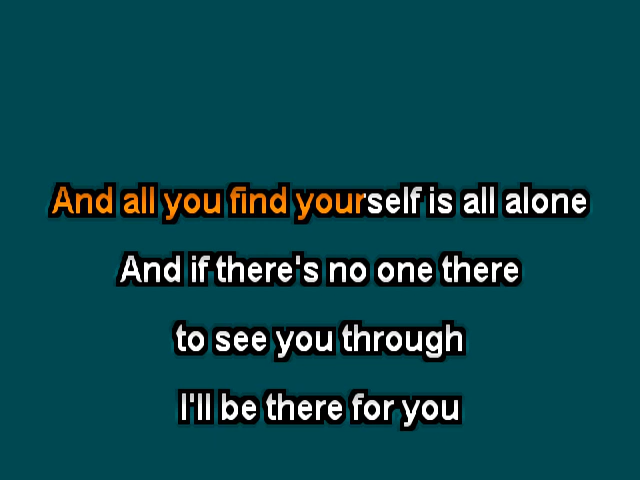 And all you find yourself is all alone
And if there's no one there
to see you through
I'll be there for you